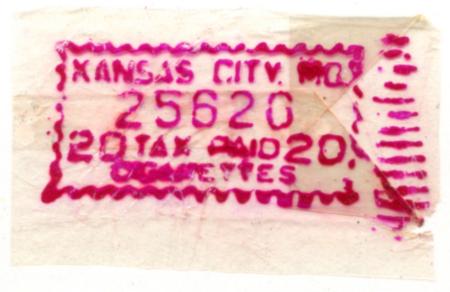 KANSAS CITY. MO.
25620
20 TAX PAID 20.
CIGARETTES